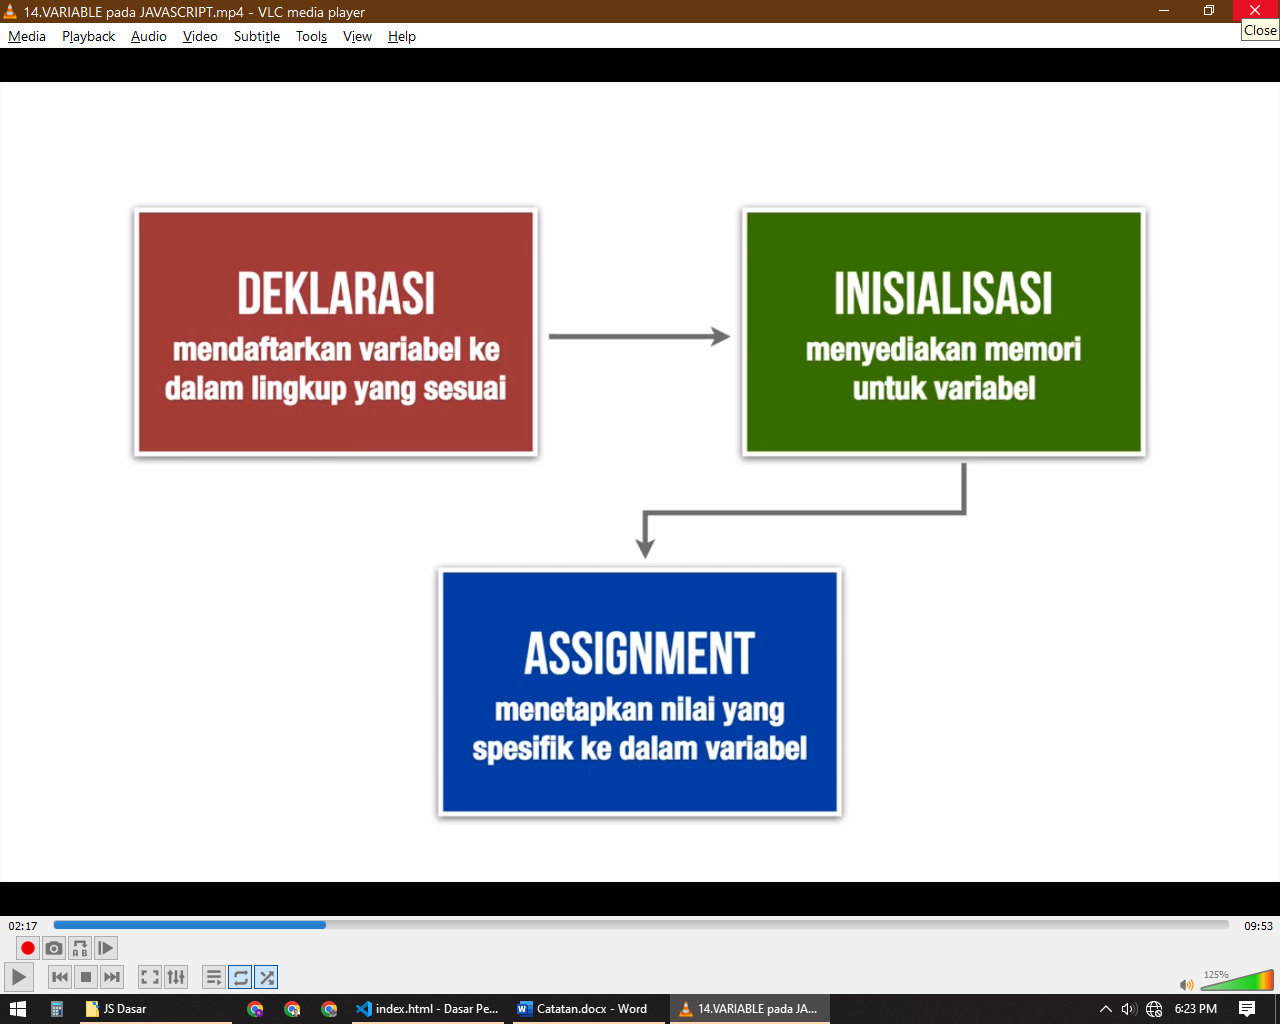 14.VARIABLE pada JAVASCRIPT.mp4 - VLC media player
Close
Media Playback Audio Video Subtitle Tools View Help
DEKLARASI
mendaftarkan variabel ke
dalam lingkup yang sesuai
INISIALISASI
menyediakan memori
untuk variabel
ASSIGNMENT
menetapkan nilai yang
spesifik ke dalam variabel
02:17
09:53
A B
125%
JS Dasar
index.html - Dasar Pe...
Catatan.docx - Word
14.VARIABLE pada JA...
6:23 PM